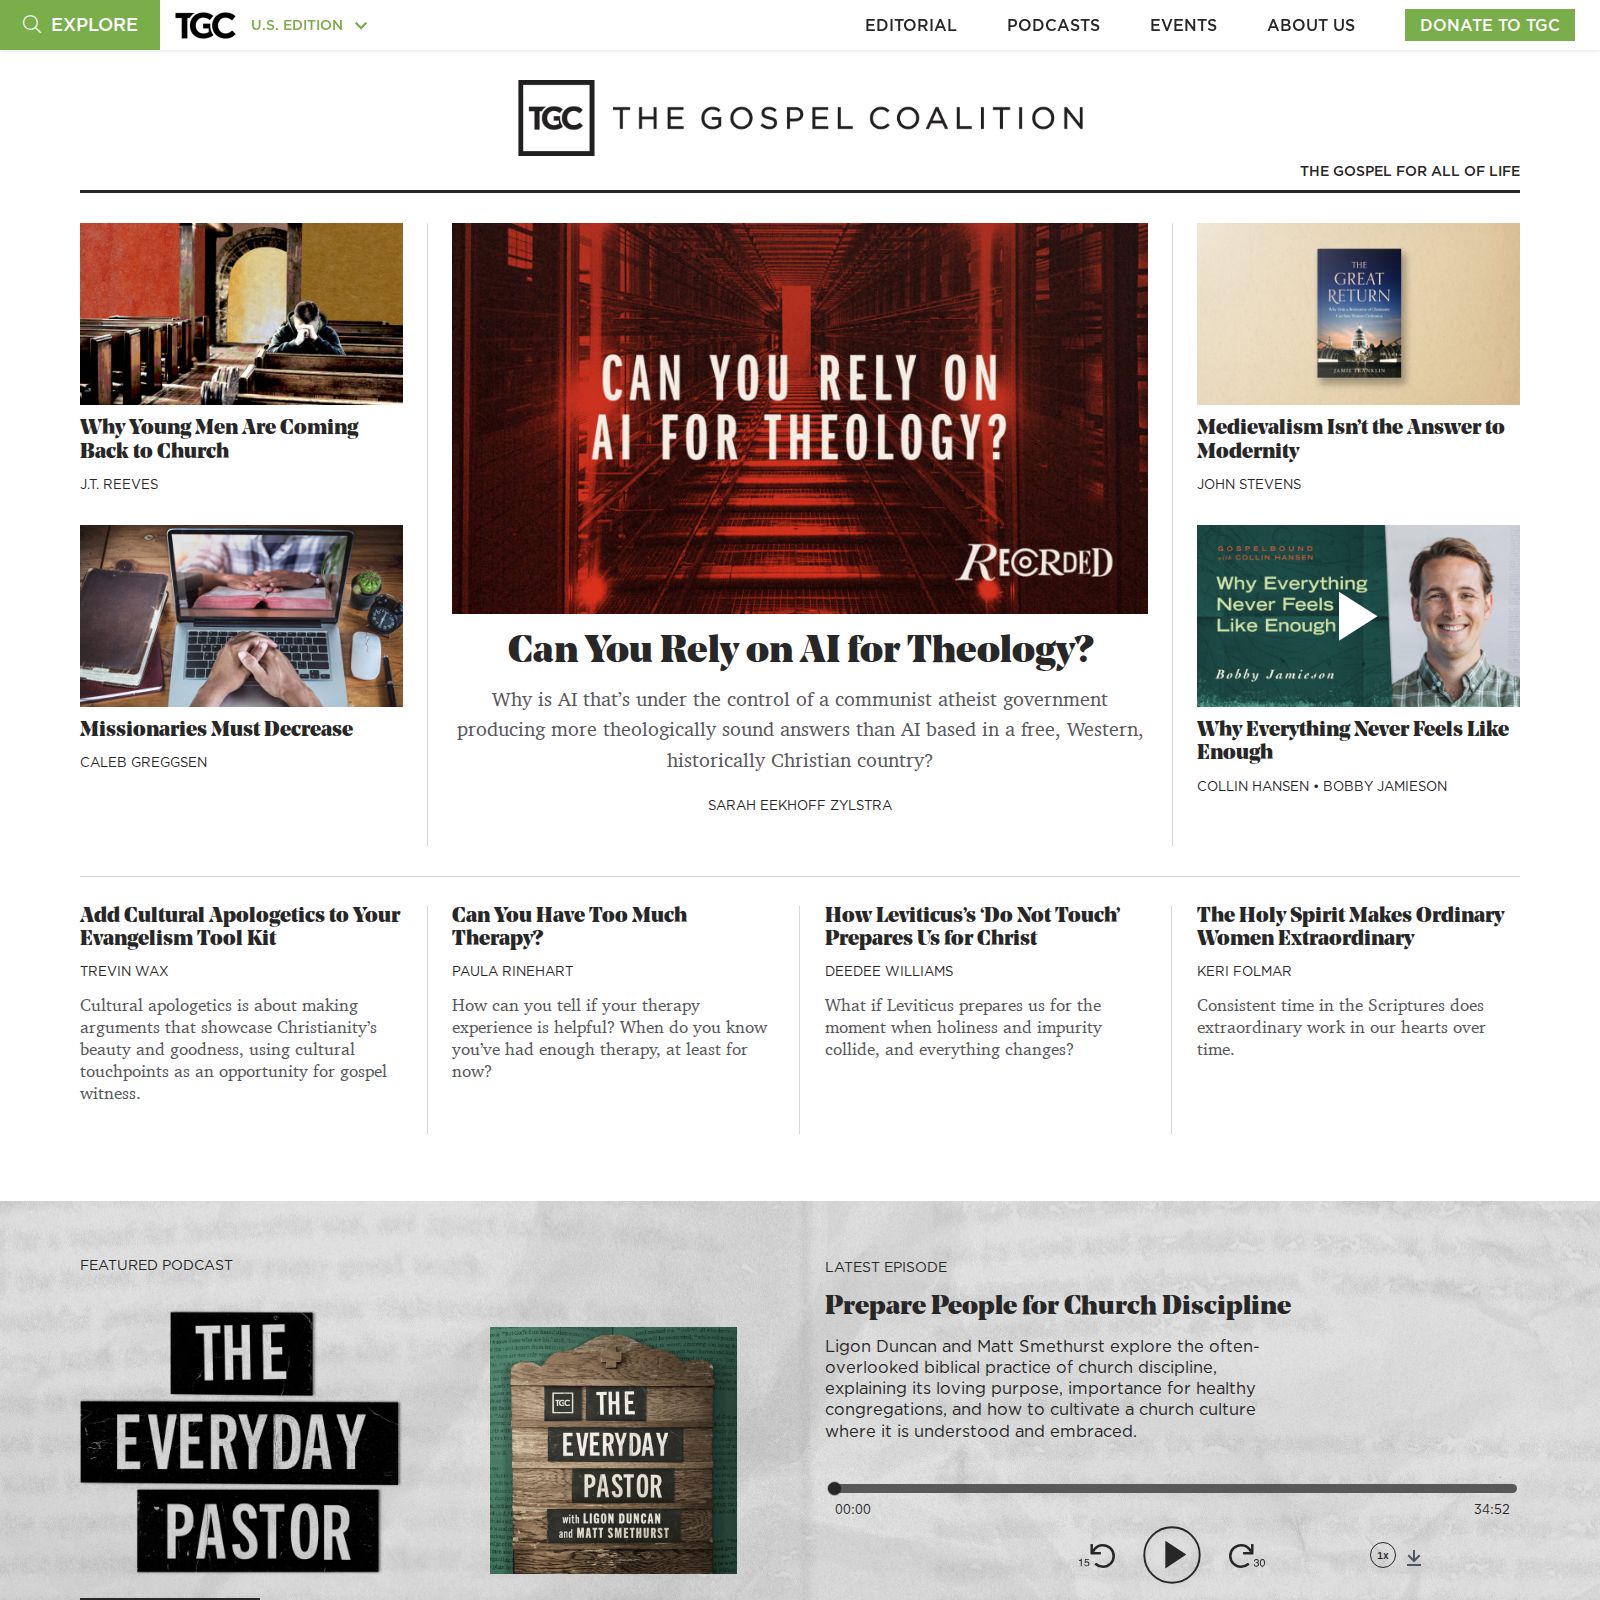 EXPLORE
TGC
U.S. EDITION
EDITORIAL
PODCASTS
EVENTS
ABOUT US
DONATE TO TGC
TGC THE GOSPEL COALITION
THE GOSPEL FOR ALL OF LIFE
Why Young Men Are Coming
Back to Church
J.T. REEVES
Missionaries Must Decrease
CALEB GREGGSEN
CAN YOU RELY ON
AI FOR THEOLOGY?
RECORDED
Can You Rely on AI for Theology?
Why is AI that’s under the control of a communist atheist government
producing more theologically sound answers than AI based in a free, Western,
historically Christian country?
SARAH EEKHOFF ZYLSTRA
THE
GREAT
RETURN
JAMIE FRANKLIN
Medievalism Isn’t the Answer to
Modernity
JOHN STEVENS
GOSPELBOUND
with COLLIN HANSEN
Why Everything
Never Feels
Like Enough
Bobby Jamieson
Why Everything Never Feels Like
Enough
COLLIN HANSEN • BOBBY JAMIESON
Add Cultural Apologetics to Your
Evangelism Tool Kit
TREVIN WAX
Cultural apologetics is about making
arguments that showcase Christianity’s
beauty and goodness, using cultural
touchpoints as an opportunity for gospel
witness.
Can You Have Too Much
Therapy?
PAULA RINEHART
How can you tell if your therapy
experience is helpful? When do you know
you’ve had enough therapy, at least for
now?
How Leviticus’s ‘Do Not Touch’
Prepares Us for Christ
DEEDEE WILLIAMS
What if Leviticus prepares us for the
moment when holiness and impurity
collide, and everything changes?
The Holy Spirit Makes Ordinary
Women Extraordinary
KERI FOLMAR
Consistent time in the Scriptures does
extraordinary work in our hearts over
time.
FEATURED PODCAST
THE
EVERYDAY
PASTOR
TGC THE
EVERYDAY
PASTOR
with LIGON DUNCAN
and MATT SMETHURST
LATEST EPISODE
Prepare People for Church Discipline
Ligon Duncan and Matt Smethurst explore the often-
overlooked biblical practice of church discipline,
explaining its loving purpose, importance for healthy
congregations, and how to cultivate a church culture
where it is understood and embraced.
00:00
34:52
15
30
1x